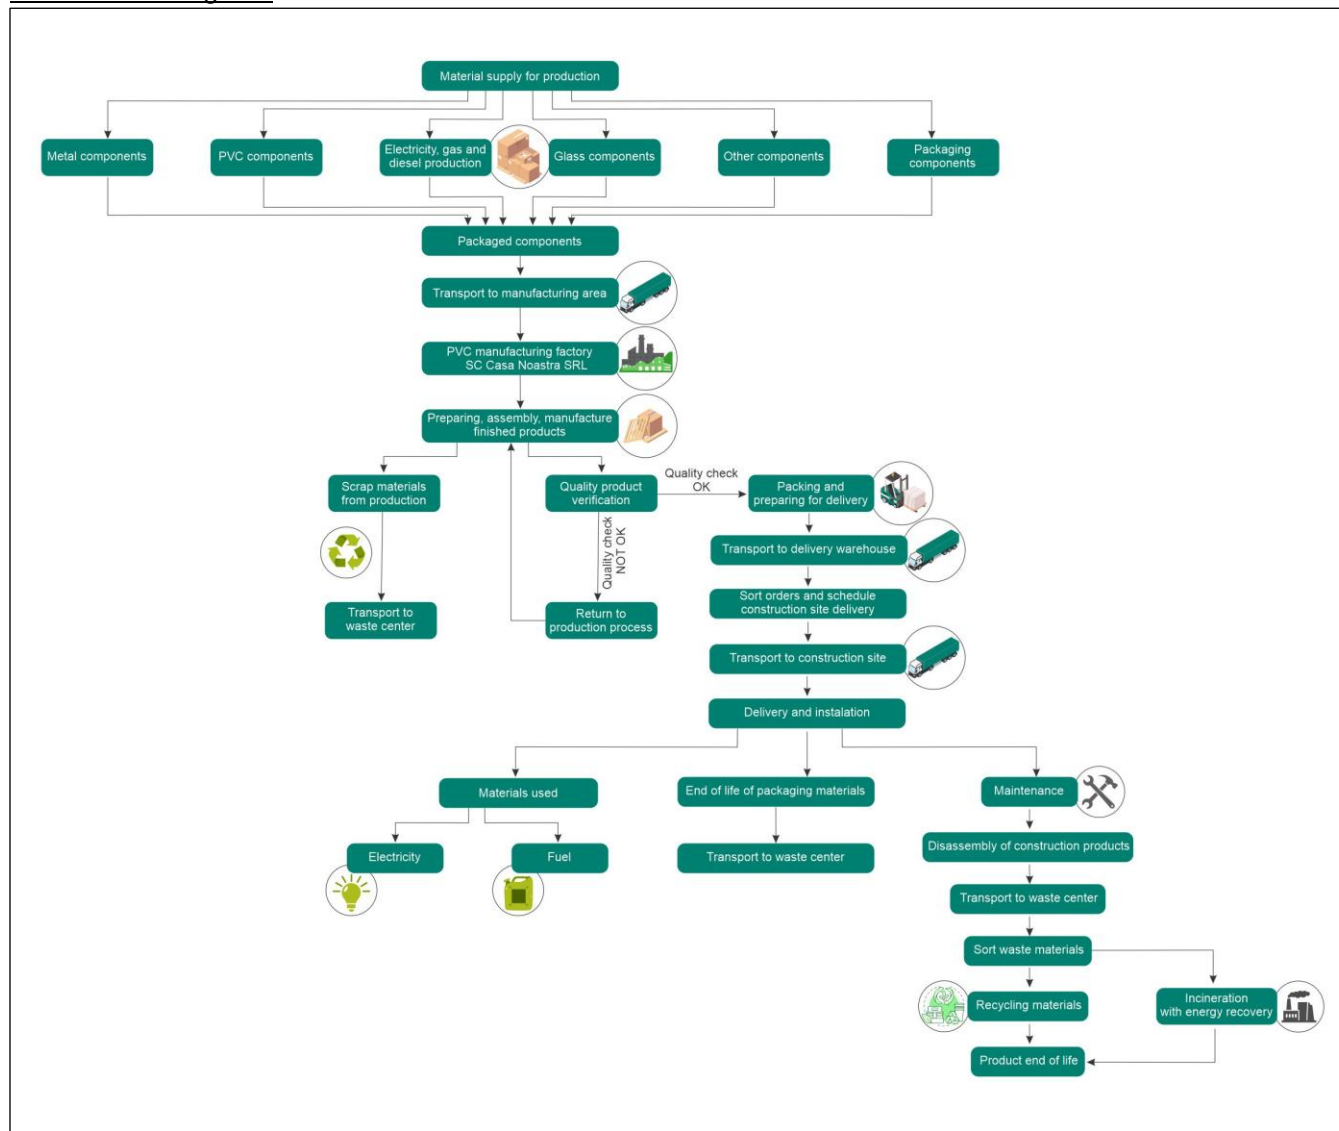 Material supply for production
Metal components
PVC components
Electricity, gas and
diesel production
Glass components
Other components
Packaging
components
Packaged components
Transport to manufacturing area
PVC manufacturing factory
SC Casa Noastra SRL
Preparing, assembly, manufacture
finished products
Scrap materials
from production
Quality product
verification
Quality check
OK
Packing and
preparing for delivery
Quality check
NOT OK
Transport to delivery warehouse
Transport to
waste center
Return to
production process
Sort orders and schedule
construction site delivery
Transport to construction site
Delivery and instalation
Materials used
End of life of packaging materials
Maintenance
Electricity
Fuel
Transport to waste center
Disassembly of construction products
Transport to waste center
Sort waste materials
Recycling materials
Incineration
with energy recovery
Product end of life